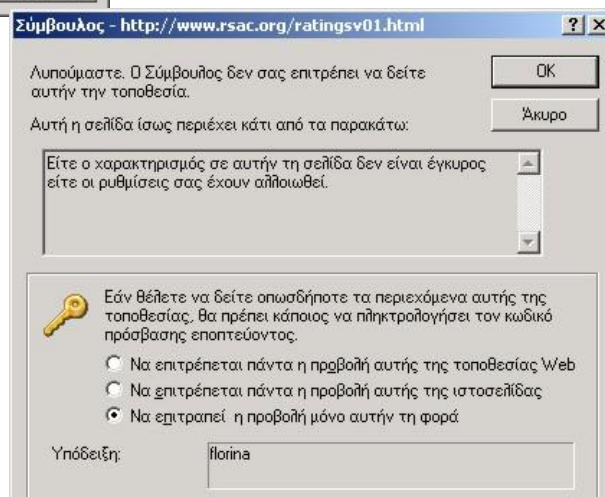 Σύμβουλος - http://www.rsac.org/ratingsv01.html
Λυπούμαστε. Ο Σύμβουλος δεν σας επιτρέπει να δείτε
αυτήν την τοποθεσία.
OK
Άκυρο
Αυτή η σελίδα ίσως περιέχει κάτι από τα παρακάτω:
Είτε ο χαρακτηρισμός σε αυτήν τη σελίδα δεν είναι έγκυρος
είτε οι ρυθμίσεις σας έχουν αλλοιωθεί.
Εάν θέλετε να δείτε οπωσδήποτε τα περιεχόμενα αυτής της
τοποθεσίας, θα πρέπει κάποιος να πληκτρολογήσει τον κωδικό
πρόσβασης εποπτεύοντος.
Να επιτρέπεται πάντα η προβολή αυτής της τοποθεσίας Web
Να επιτρέπεται πάντα η προβολή αυτής της ιστοσελίδας
Να επιτραπεί η προβολή μόνο αυτήν τη φορά
Υπόδειξη:
florina